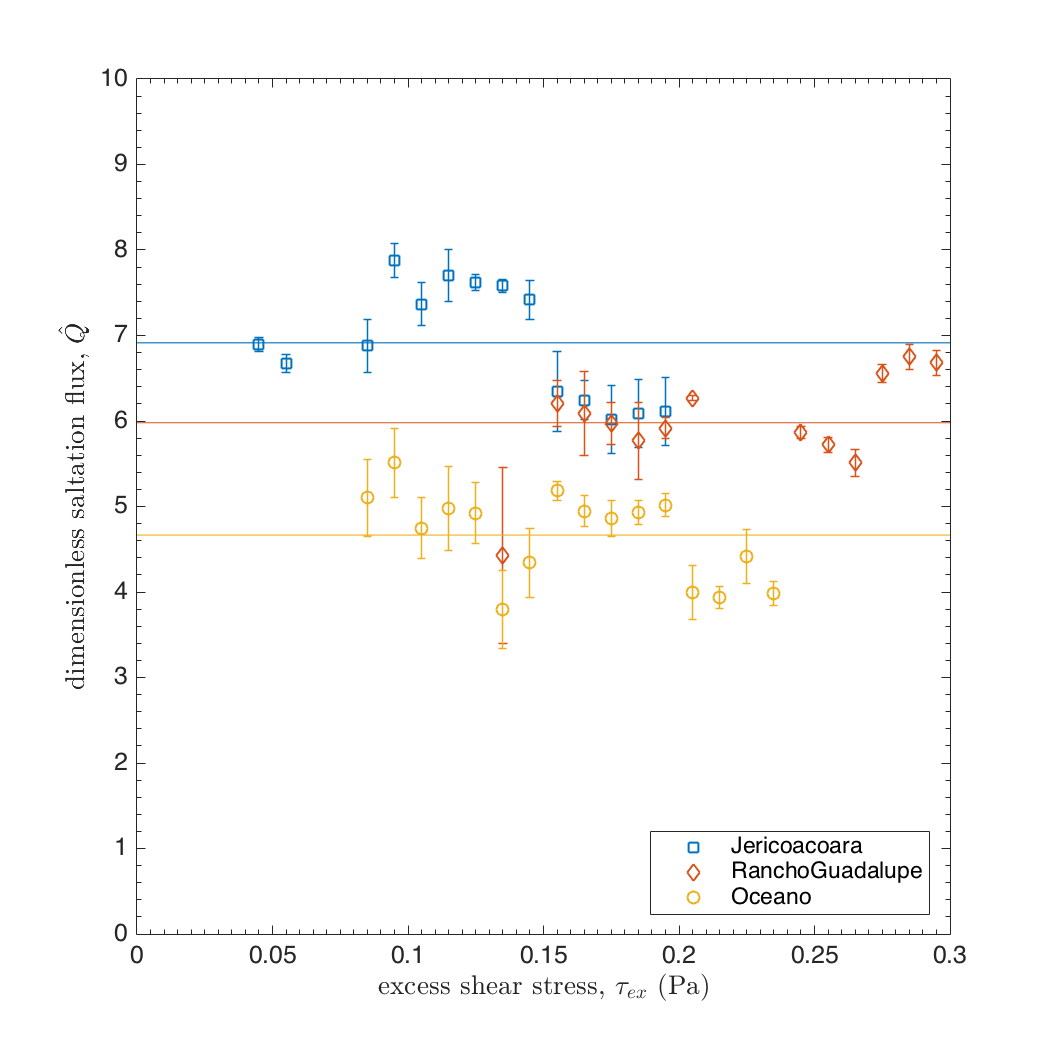 10
9
8
7
6
5
4
3
2
1
0
dimensionless saltation flux, Q̂
0 0.05 0.1 0.15 0.2 0.25 0.3
excess shear stress, τex (Pa)
Jericoacoara
RanchoGuadalupe
Oceano